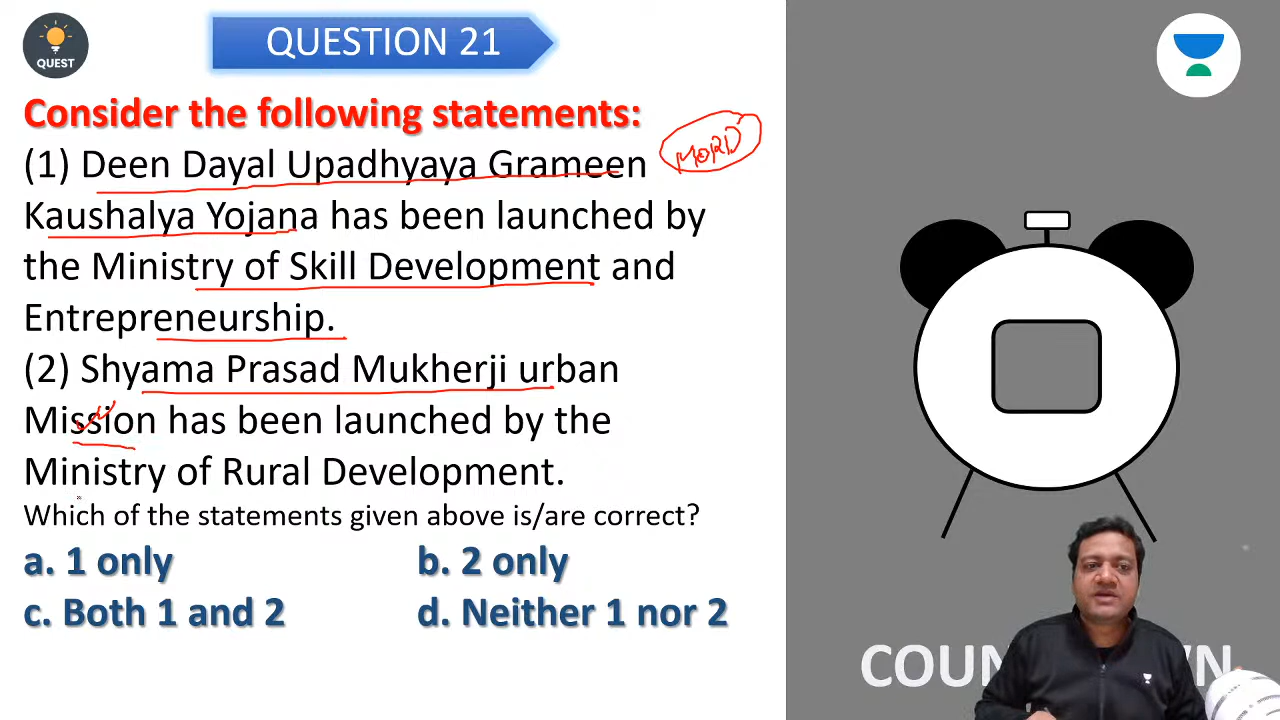 QUEST
QUESTION 21
Consider the following statements:
(1) Deen Dayal Upadhyaya Grameen
MORD
Kaushalya Yojana has been launched by
the Ministry of Skill Development and
Entrepreneurship.
(2) Shyama Prasad Mukherji urban
Mission has been launched by the
Ministry of Rural Development.
Which of the statements given above is/are correct?
a. 1 only
b. 2 only
c. Both 1 and 2
d. Neither 1 nor 2